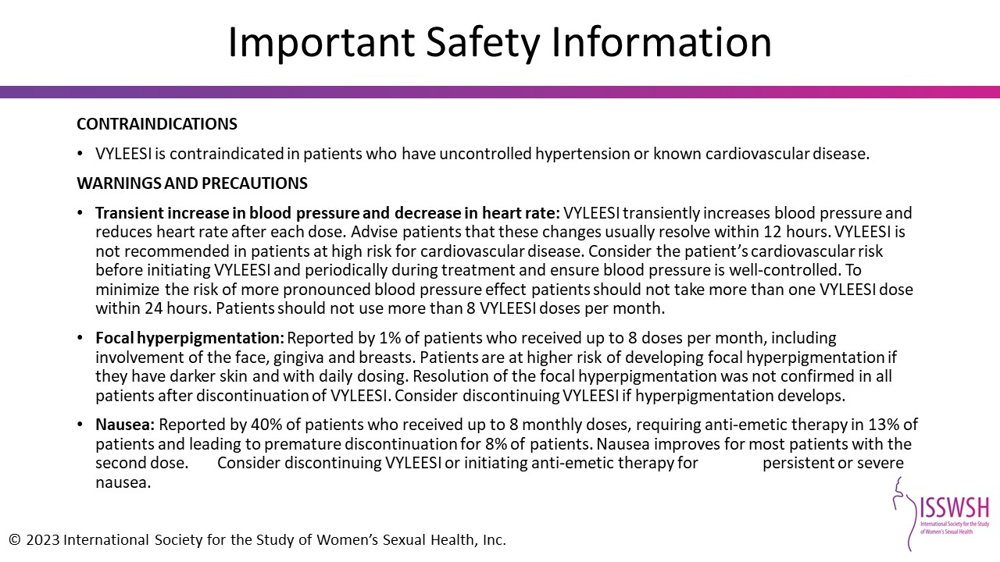 Important Safety Information
CONTRAINDICATIONS
• VYLEESI is contraindicated in patients who have uncontrolled hypertension or known cardiovascular disease.
WARNINGS AND PRECAUTIONS
• Transient increase in blood pressure and decrease in heart rate: VYLEESI transiently increases blood pressure and
reduces heart rate after each dose. Advise patients that these changes usually resolve within 12 hours. VYLEESI is
not recommended in patients at high risk for cardiovascular disease. Consider the patient’s cardiovascular risk
before initiating VYLEESI and periodically during treatment and ensure blood pressure is well-controlled. To
minimize the risk of more pronounced blood pressure effect patients should not take more than one VYLEESI dose
within 24 hours. Patients should not use more than 8 VYLEESI doses per month.
• Focal hyperpigmentation: Reported by 1% of patients who received up to 8 doses per month, including
involvement of the face, gingiva and breasts. Patients are at higher risk of developing focal hyperpigmentation if
they have darker skin and with daily dosing. Resolution of the focal hyperpigmentation was not confirmed in all
patients after discontinuation of VYLEESI. Consider discontinuing VYLEESI if hyperpigmentation develops.
• Nausea: Reported by 40% of patients who received up to 8 monthly doses, requiring anti-emetic therapy in 13% of
patients and leading to premature discontinuation for 8% of patients. Nausea improves for most patients with the
second dose. Consider discontinuing VYLEESI or initiating anti-emetic therapy for persistent or severe
nausea.
ISSWSH
International Society for the Study
of Women's Sexual Health
© 2023 International Society for the Study of Women’s Sexual Health, Inc.